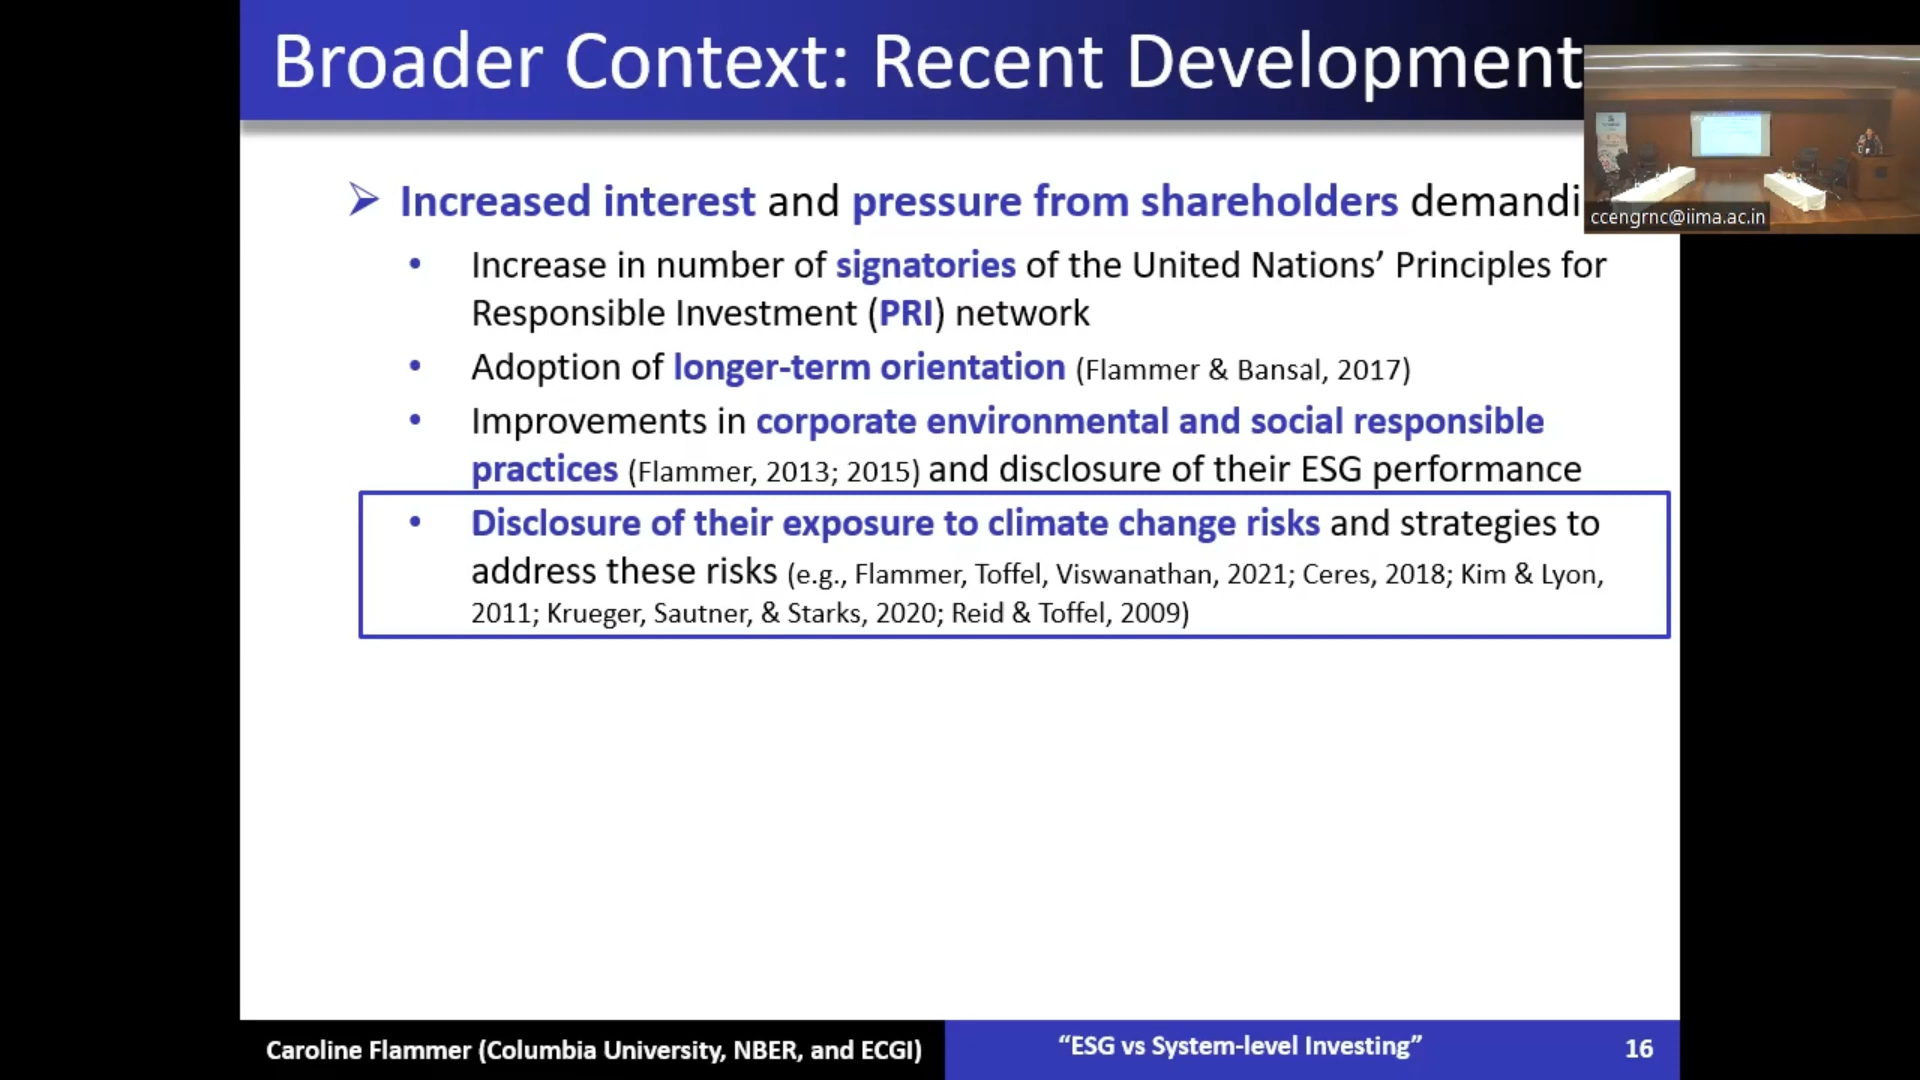 Broader Context: Recent Development
Increased interest and pressure from shareholders demandi
ccengrnc@iima.ac.in
• Increase in number of signatories of the United Nations’ Principles for
Responsible Investment (PRI) network
• Adoption of longer-term orientation (Flammer & Bansal, 2017)
• Improvements in corporate environmental and social responsible
practices (Flammer, 2013; 2015) and disclosure of their ESG performance
• Disclosure of their exposure to climate change risks and strategies to
address these risks (e.g., Flammer, Toffel, Viswanathan, 2021; Ceres, 2018; Kim & Lyon,
2011; Krueger, Sautner, & Starks, 2020; Reid & Toffel, 2009)
Caroline Flammer (Columbia University, NBER, and ECGI)
“ESG vs System-level Investing”
16